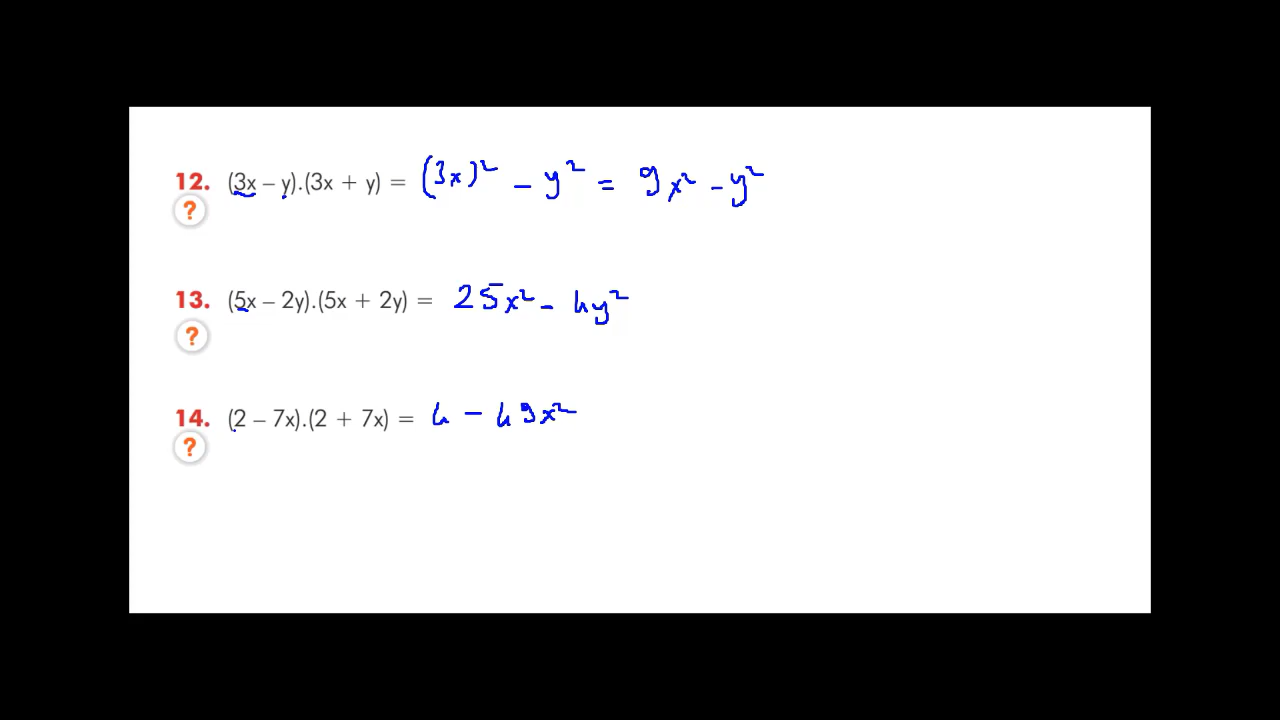 12. (3x – y).(3x + y) = (3x)² - y² = 9x² - y²
?
13. (5x – 2y).(5x + 2y) = 25x² - 4y²
?
14. (2 – 7x).(2 + 7x) = 4 - 49x²
?